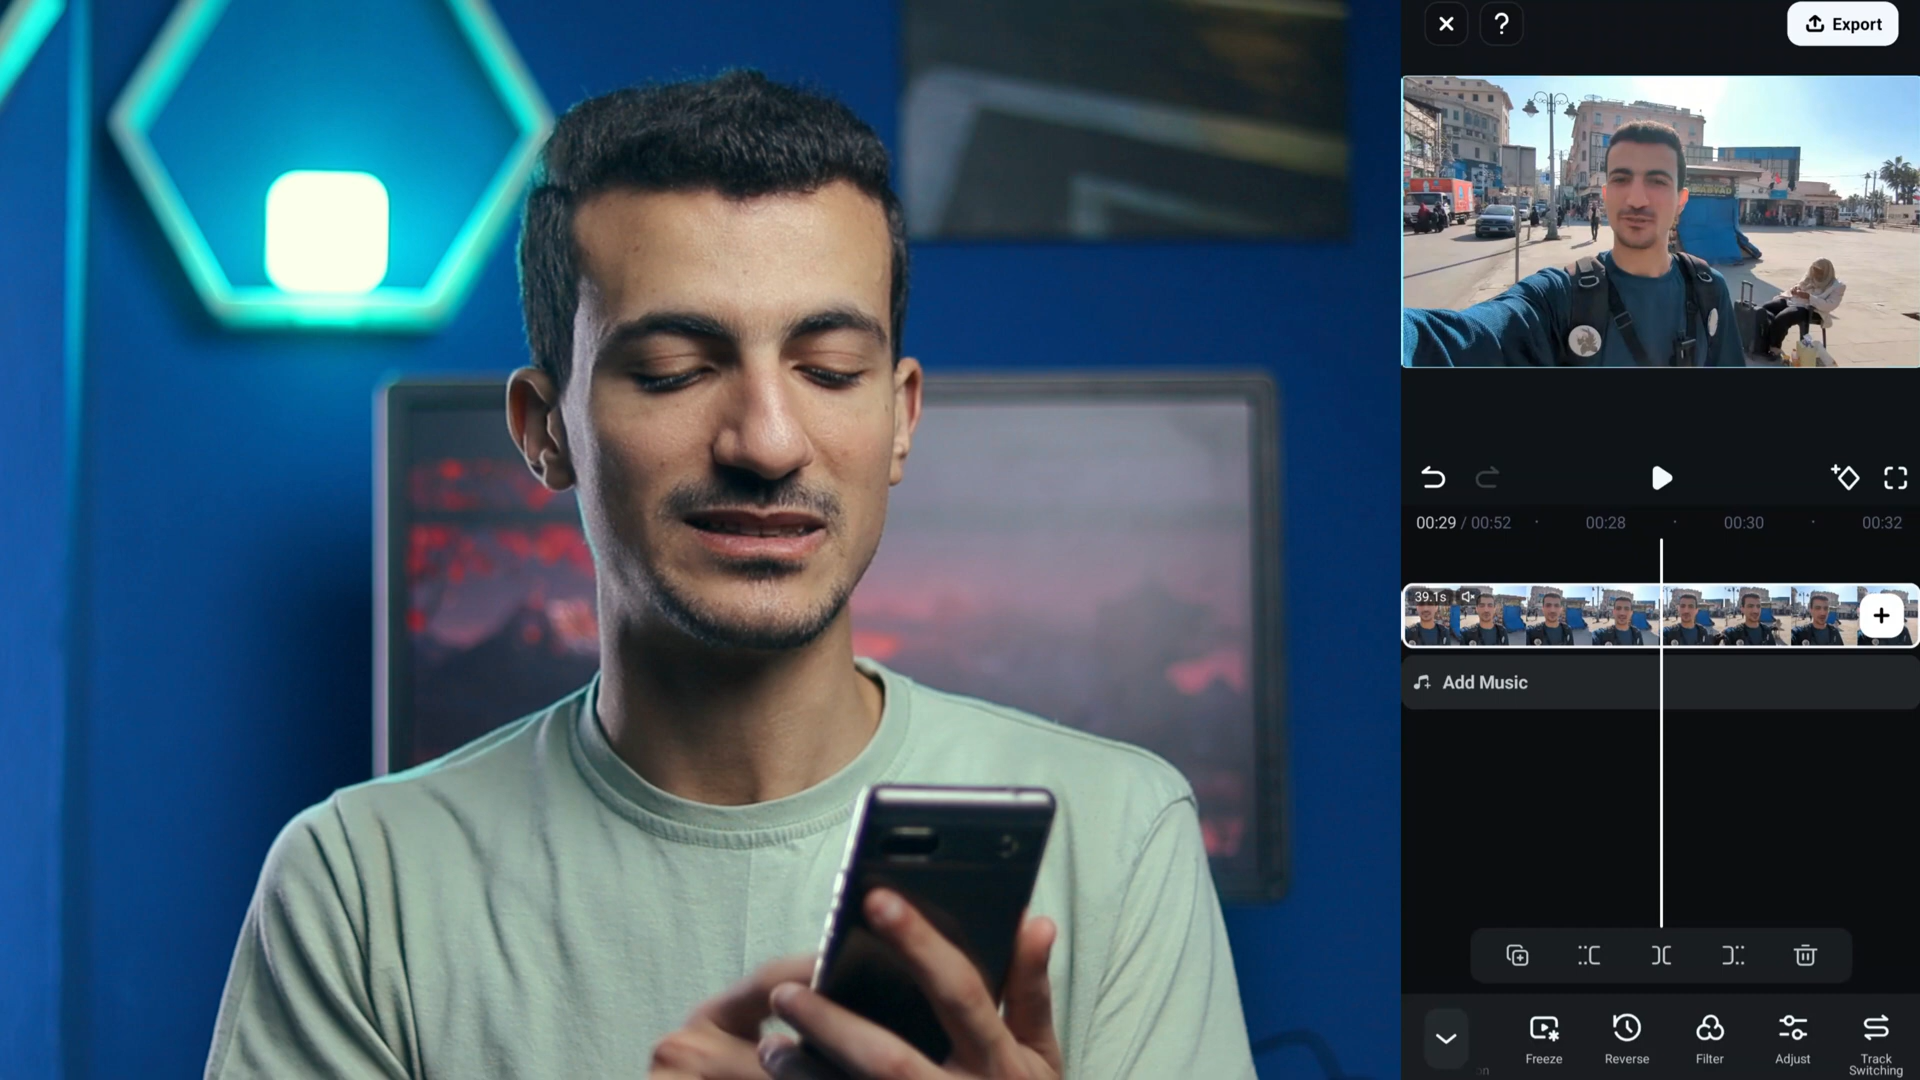 ?
Export
00:29 / 00:52 · 00:28 · 00:30 · 00:32
39.1s
Add Music
on
Freeze
Reverse
Filter
Adjust
Track
Switching